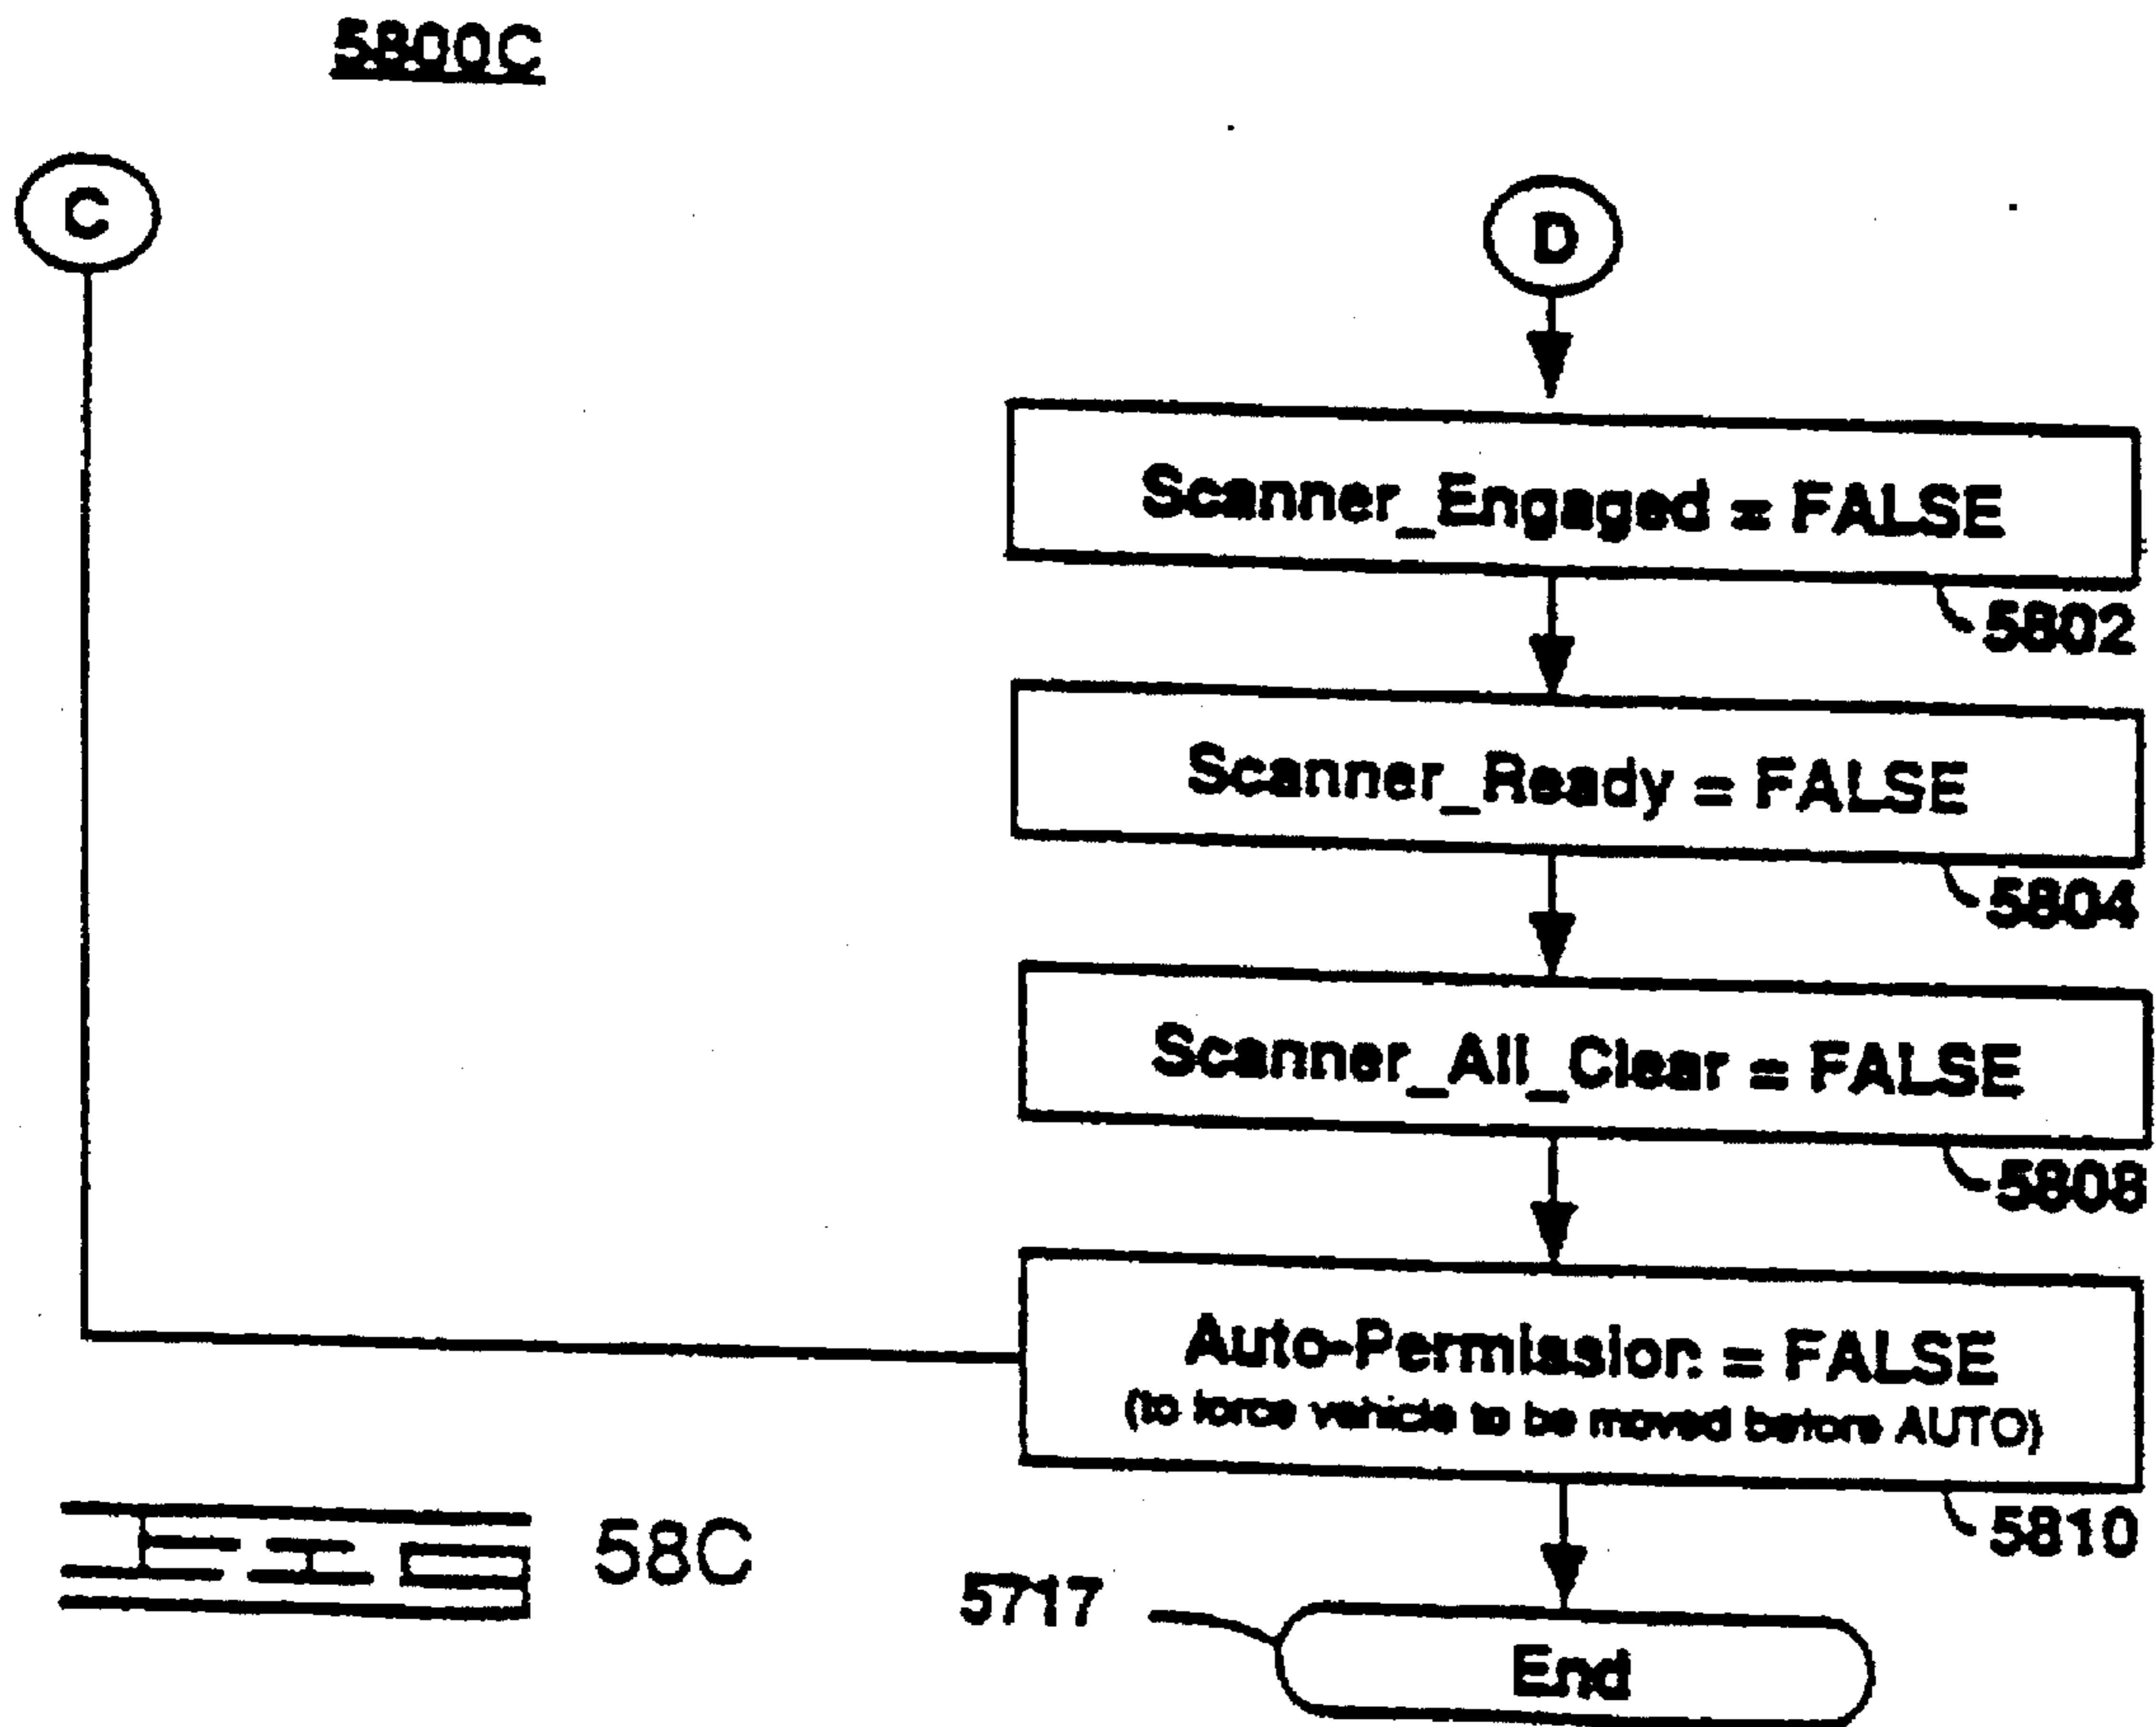 5800C
C
D
Scanner_Engaged = FALSE
5802
Scanner_Ready = FALSE
5804
Scanner_All_Clear = FALSE
5808
Auto-Permission = FALSE
(to force vehicle to be moved before AUTO)
5810
FIG 58C
5717
End